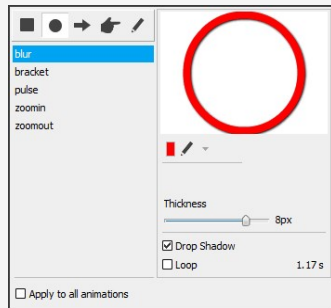 blur
bracket
pulse
zoomin
zoomout
Thickness
8px
Drop Shadow
Loop 1.17 s
Apply to all animations